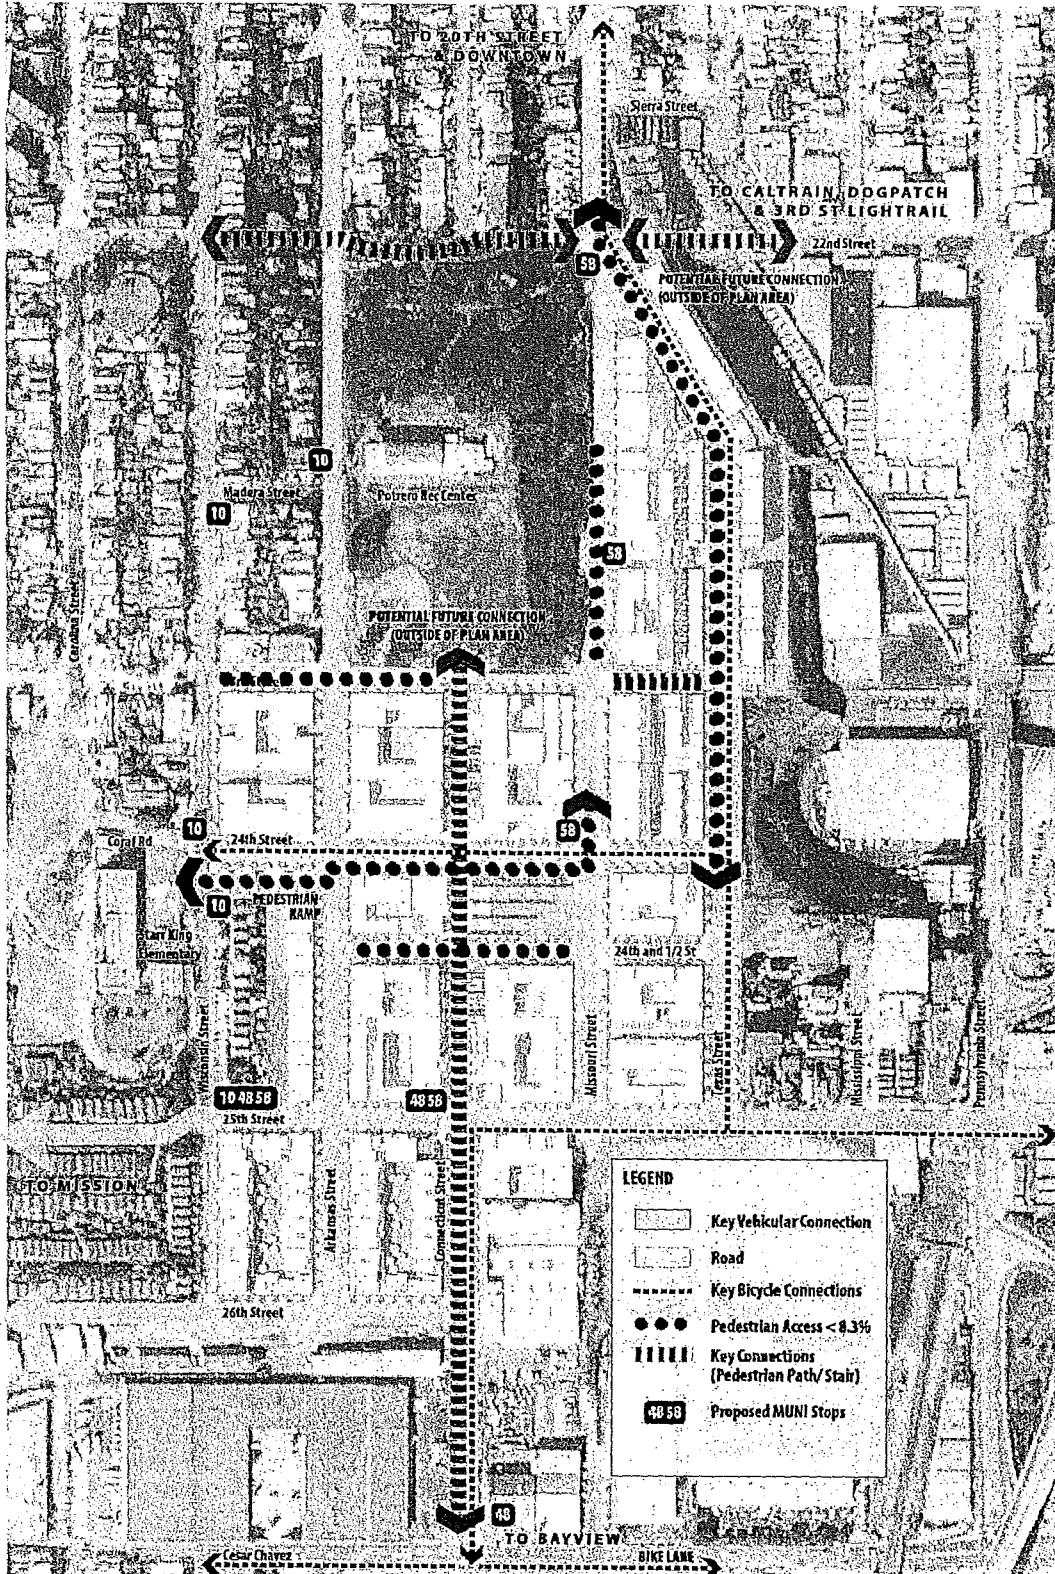 TO 20TH STREET
& DOWNTOWN
Sierra Street
TO CALTRAIN, DOGPATCH
& 3RD ST LIGHTRAIL
22nd Street
58
POTENTIAL FUTURE CONNECTION
(OUTSIDE OF PLAN AREA)
10
Madera Street
Potrero Rec Center
10
58
Carolina Street
POTENTIAL FUTURE CONNECTION
(OUTSIDE OF PLAN AREA)
10
58
Coral Rd
24th Street
10
PEDESTRIAN
RAMP
Starr King
Elementary
24th and 1/2 St
Wisconsin Street
Missouri Street
Texas Street
Mississippi Street
Pennsylvania Street
10 48 58
48 58
25th Street
TO MISSION
Arkansas Street
Connecticut Street
26th Street
LEGEND
Key Vehicular Connection
Road
Key Bicycle Connections
Pedestrian Access < 8.3%
Key Connections
(Pedestrian Path/ Stair)
48 58 Proposed MUNI Stops
48
TO BAYVIEW
Cesar Chavez
BIKE LANE